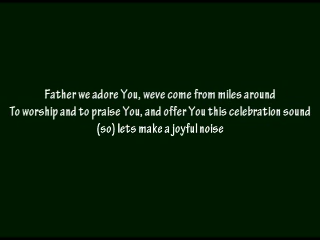 Father we adore You, weve come from miles around
To worship and to praise You, and offer You this celebration sound
(so) lets make a joyful noise